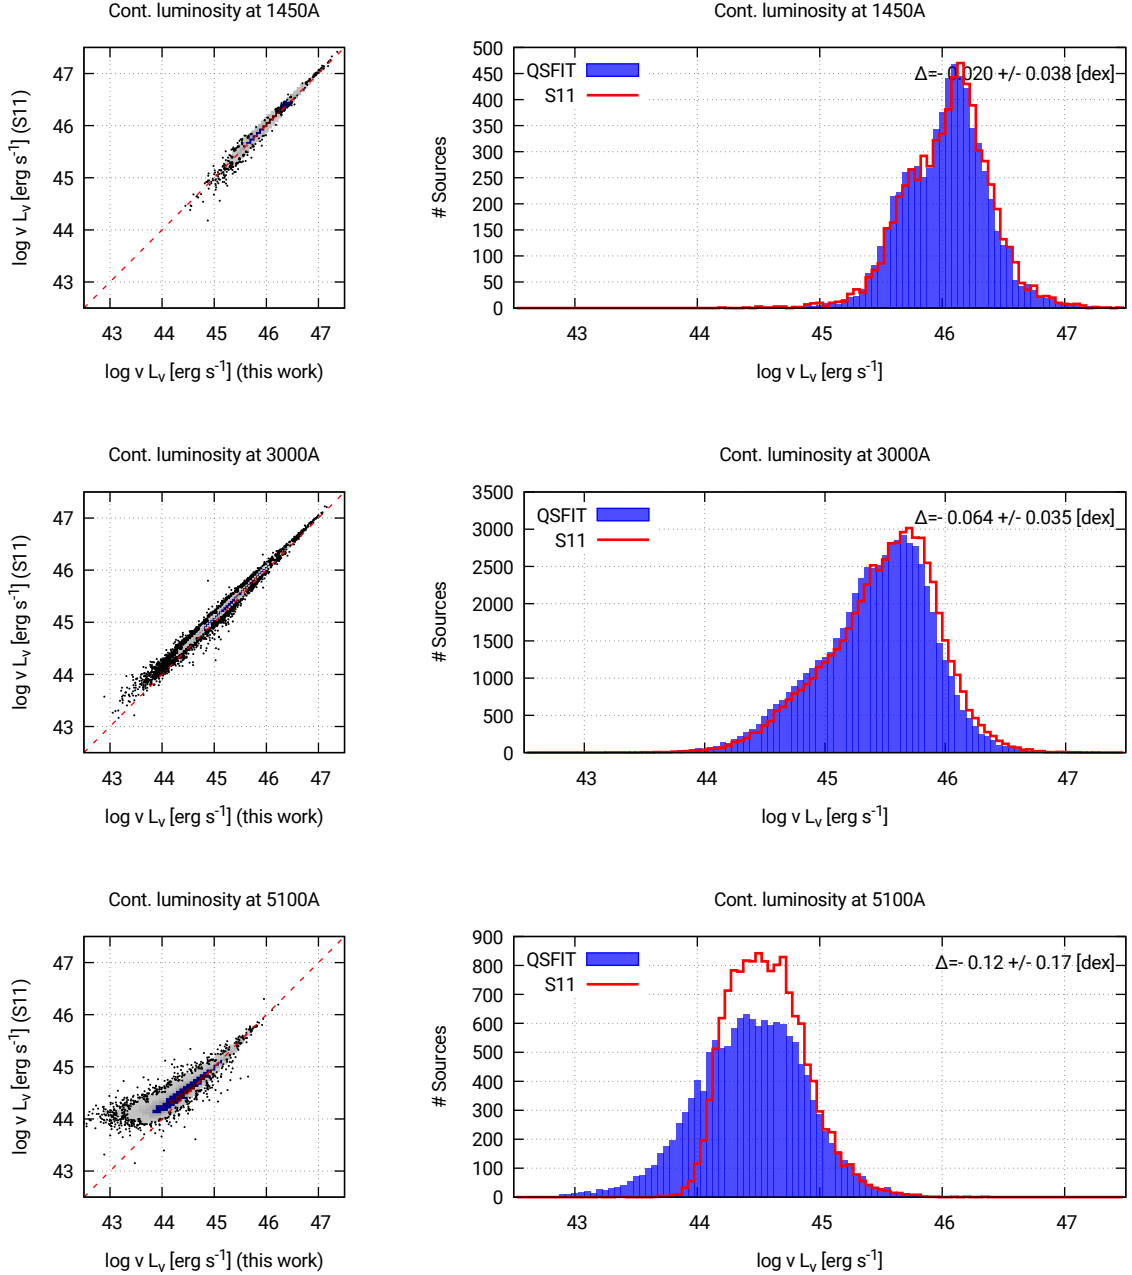 Cont. luminosity at 1450A
47
46
45
44
43
43 44 45 46 47
log ν Lν [erg s⁻¹] (S11)
log ν Lν [erg s⁻¹] (this work)
Cont. luminosity at 1450A
500
450
400
350
300
250
200
150
100
50
0
43 44 45 46 47
# Sources
QSFIT
S11
Δ=- 0.020 +/- 0.038 [dex]
log ν Lν [erg s⁻¹]
Cont. luminosity at 3000A
47
46
45
44
43
43 44 45 46 47
log ν Lν [erg s⁻¹] (S11)
log ν Lν [erg s⁻¹] (this work)
Cont. luminosity at 3000A
3500
3000
2500
2000
1500
1000
500
0
43 44 45 46 47
# Sources
QSFIT
S11
Δ=- 0.064 +/- 0.035 [dex]
log ν Lν [erg s⁻¹]
Cont. luminosity at 5100A
47
46
45
44
43
43 44 45 46 47
log ν Lν [erg s⁻¹] (S11)
log ν Lν [erg s⁻¹] (this work)
Cont. luminosity at 5100A
900
800
700
600
500
400
300
200
100
0
43 44 45 46 47
# Sources
QSFIT
S11
Δ=- 0.12 +/- 0.17 [dex]
log ν Lν [erg s⁻¹]